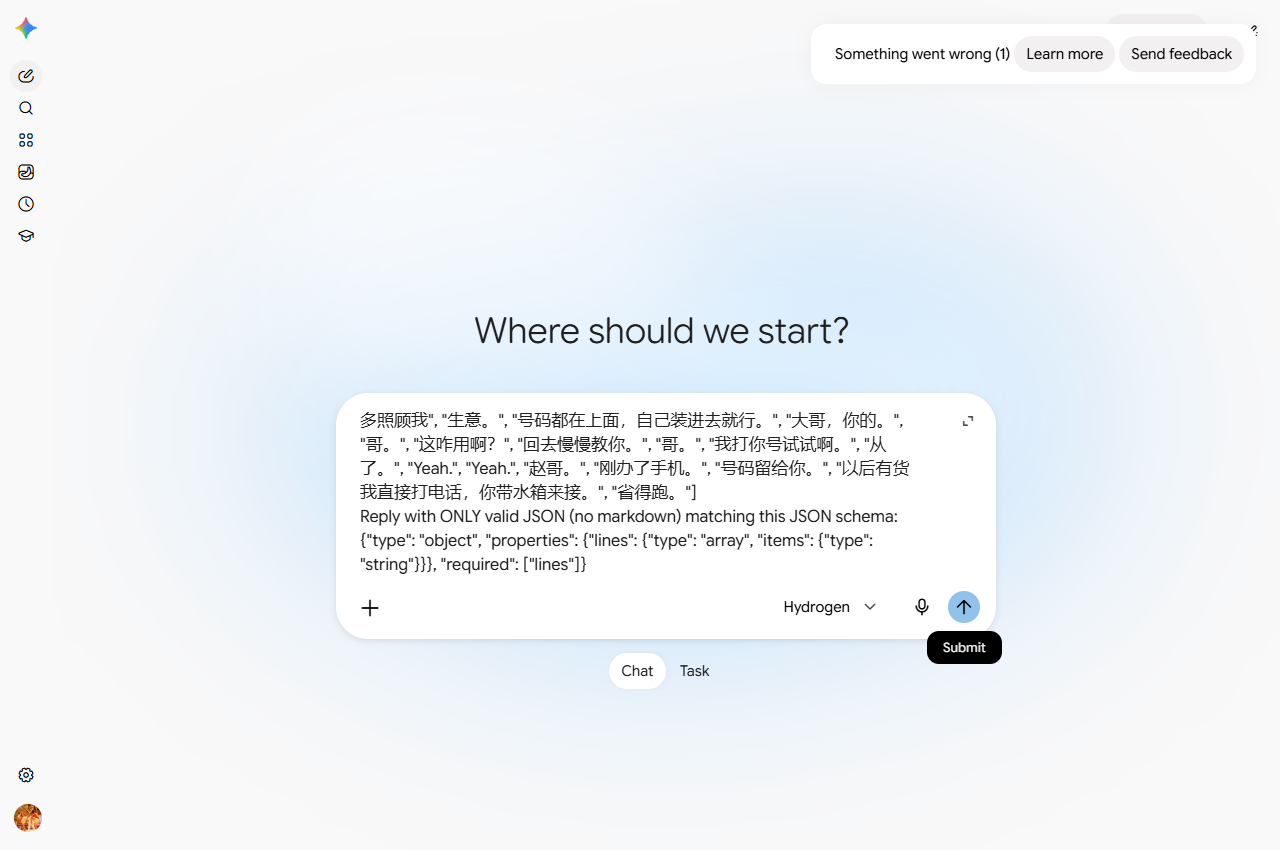 Something went wrong (1) Learn more Send feedback
Where should we start?
多照顾我", "生意。", "号码都在上面，自己装进去就行。", "大哥，你的。",
"哥。", "这咋用啊？", "回去慢慢教你。", "哥。", "我打你号试试啊。", "从
了。", "Yeah.", "Yeah.", "赵哥。", "刚办了手机。", "号码留给你。", "以后有货
我直接打电话，你带水箱来接。", "省得跑。"]
Reply with ONLY valid JSON (no markdown) matching this JSON schema:
{"type": "object", "properties": {"lines": {"type": "array", "items": {"type":
"string"}}}, "required": ["lines"]}
Hydrogen
Submit
Chat Task